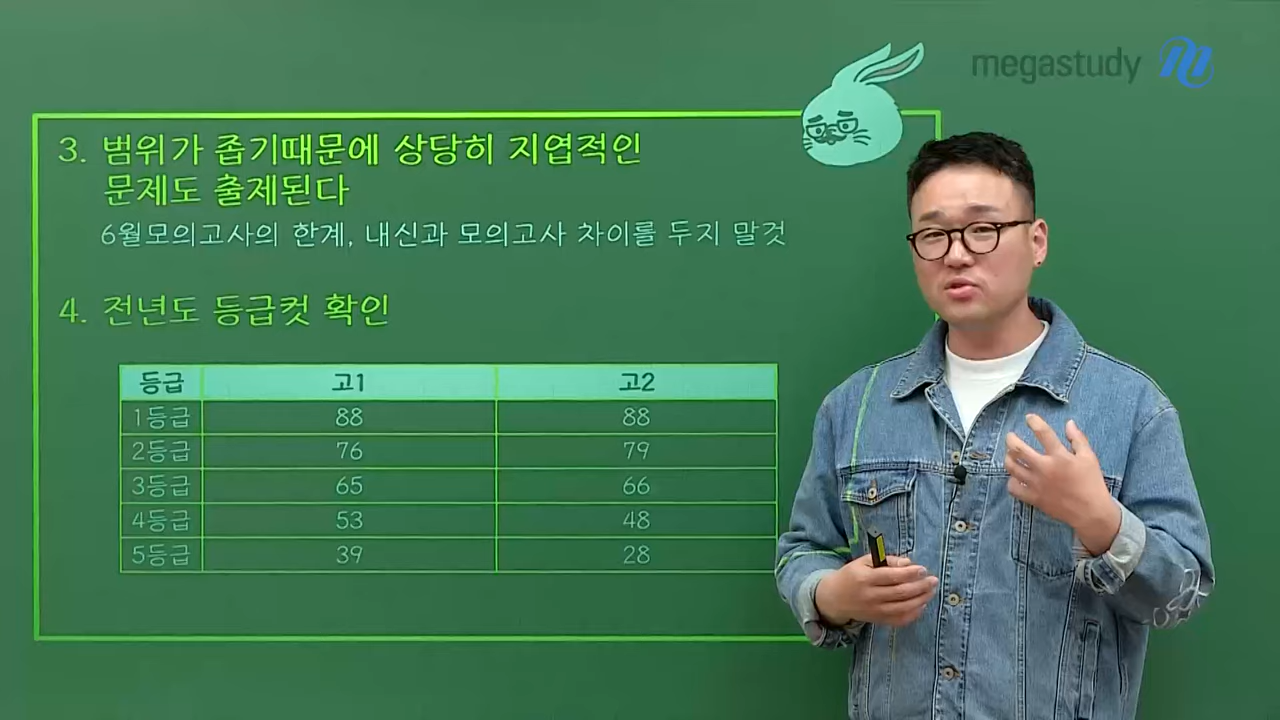 megastudy
3. 범위가 좁기때문에 상당히 지엽적인
문제도 출제된다
6월모의고사의 한계, 내신과 모의고사 차이를 두지 말것
4. 전년도 등급컷 확인
등급 고1 고2
1등급 88 88
2등급 76 79
3등급 65 66
4등급 53 48
5등급 39 28